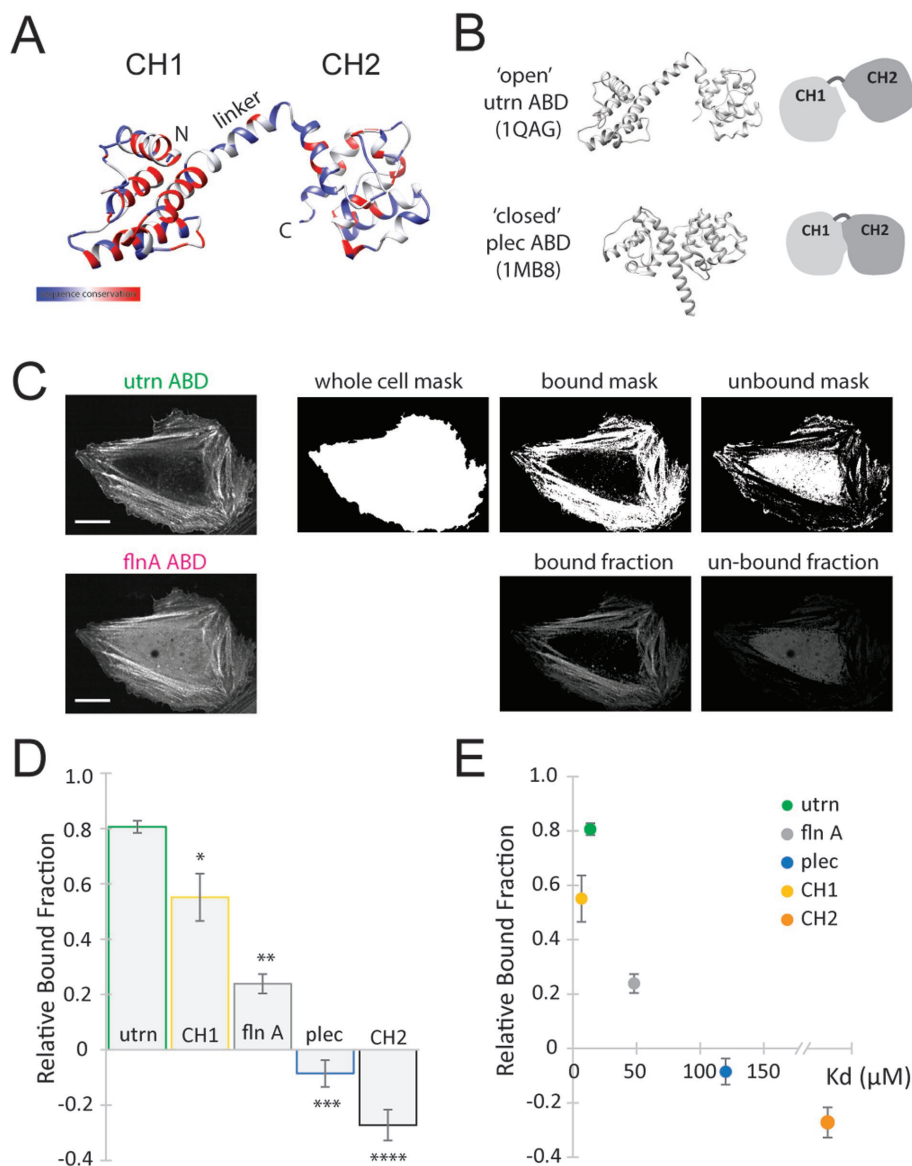 A
CH1
CH2
linker
N
C
sequence conservation
B
'open'
utrn ABD
(1QAG)
CH1
CH2
'closed'
plec ABD
(1MB8)
CH1
CH2
C
utrn ABD
whole cell mask
bound mask
unbound mask
flnA ABD
bound fraction
un-bound fraction
D
Relative Bound Fraction
1.0
0.8
0.6
0.4
0.2
0
-0.2
-0.4
*
**
***
****
utrn
CH1
fln A
plec
CH2
E
Relative Bound Fraction
1.0
0.8
0.6
0.4
0.2
0
-0.2
-0.4
0
50
100
150
Kd (μM)
utrn
fln A
plec
CH1
CH2